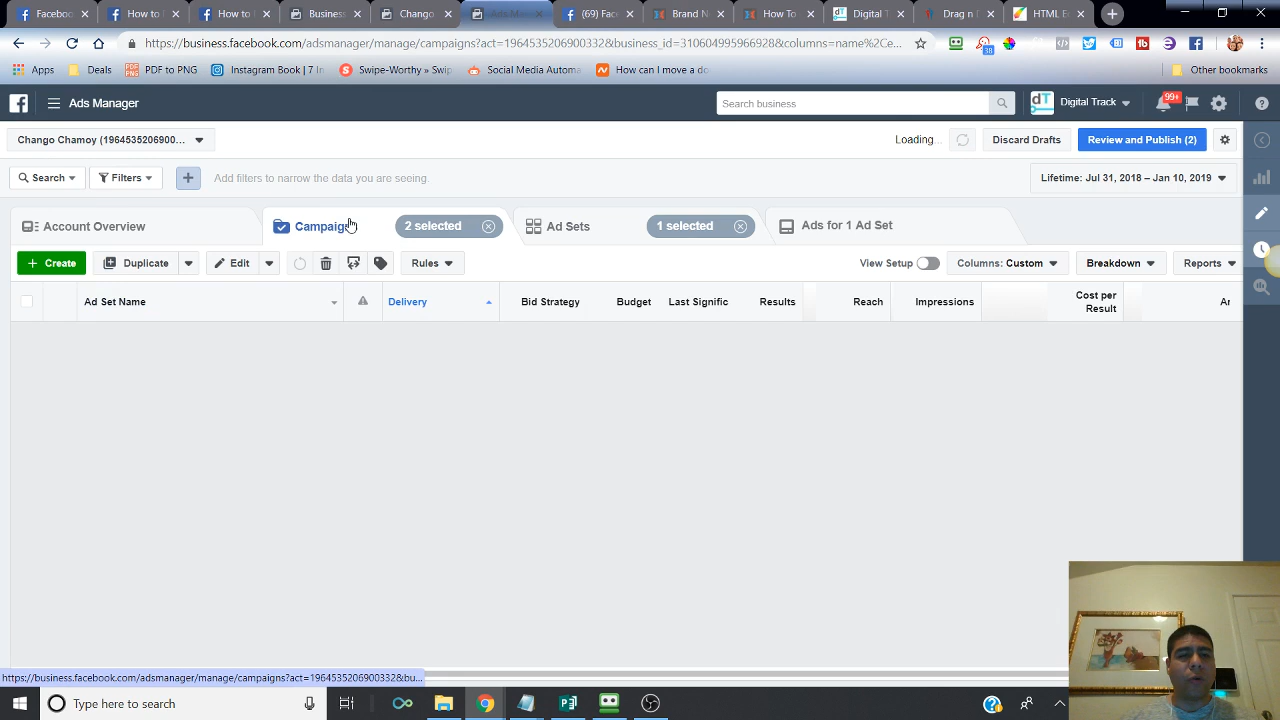 Faceboo
How to I
How to I
Business
Chango
Ads M
(69) Face
Brand N
How To
Digital T
Drag n D
HTML E
https://business.facebook.com/adsmanager/manage/campaigns?act=1964535206900332&business_id=310604995966928&columns=name%2Ce...
38
Apps
Deals
PDF to PNG
Instagram Book | 7 In
Swipe-Worthy » Swip
Social Media Automa
How can I move a do
Other bookmarks
Ads Manager
Search business
dT
Digital Track
99+
Chango Chamoy (1964535206900...
Loading...
Discard Drafts
Review and Publish (2)
Search
Filters
Add filters to narrow the data you are seeing.
Lifetime: Jul 31, 2018 – Jan 10, 2019
Account Overview
Campaign
2 selected
Ad Sets
1 selected
Ads for 1 Ad Set
+ Create
Duplicate
Edit
Rules
View Setup
Columns: Custom
Breakdown
Reports
Ad Set Name
Delivery
Bid Strategy
Budget
Last Signific
Results
Reach
Impressions
Cost per
Result
Ar
https://business.facebook.com/adsmanager/manage/campaigns?act=1964535206900332&bu...
Type here to search